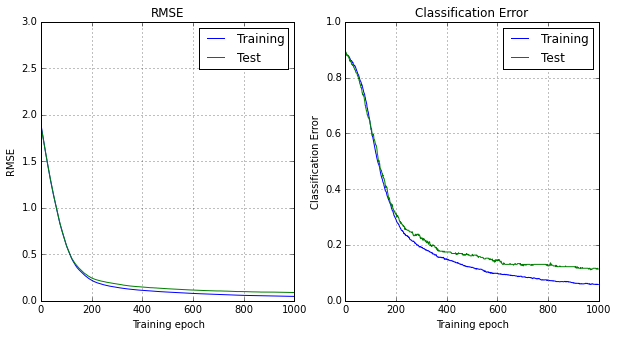 RMSE
3.0
2.5
2.0
1.5
1.0
0.5
0.0
RMSE
0 200 400 600 800 1000
Training epoch
Training
Test
Classification Error
1.0
0.8
0.6
0.4
0.2
0.0
Classification Error
0 200 400 600 800 1000
Training epoch
Training
Test